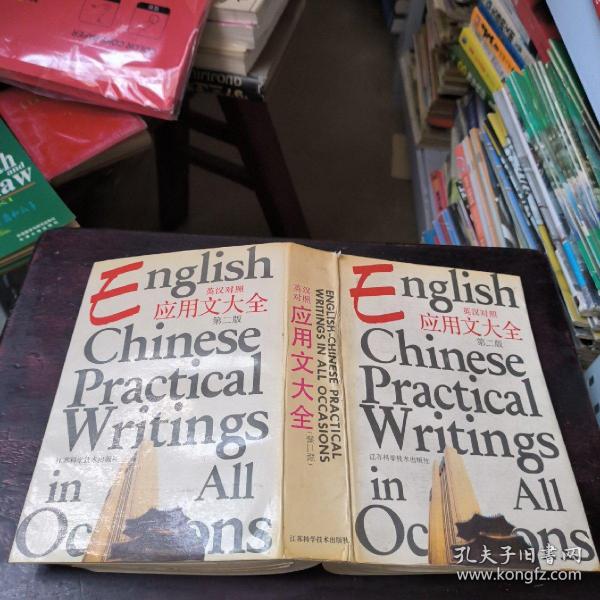 English
英汉对照
应用文大全
第二版
Chinese
Practical
Writings
江苏科学技术出版社
in All
Oc ons
英汉
对照
应用文大全
(第二版)
ENGLISH-CHINESE PRACTICAL
WRITINGS IN ALL OCCASIONS
江苏科学技术出版社
English
英汉对照
应用文大全
第二版
Chinese
Practical
Writings
江苏科学技术出版社
in All
Oc ons
孔夫子旧书网
www.kongfz.com